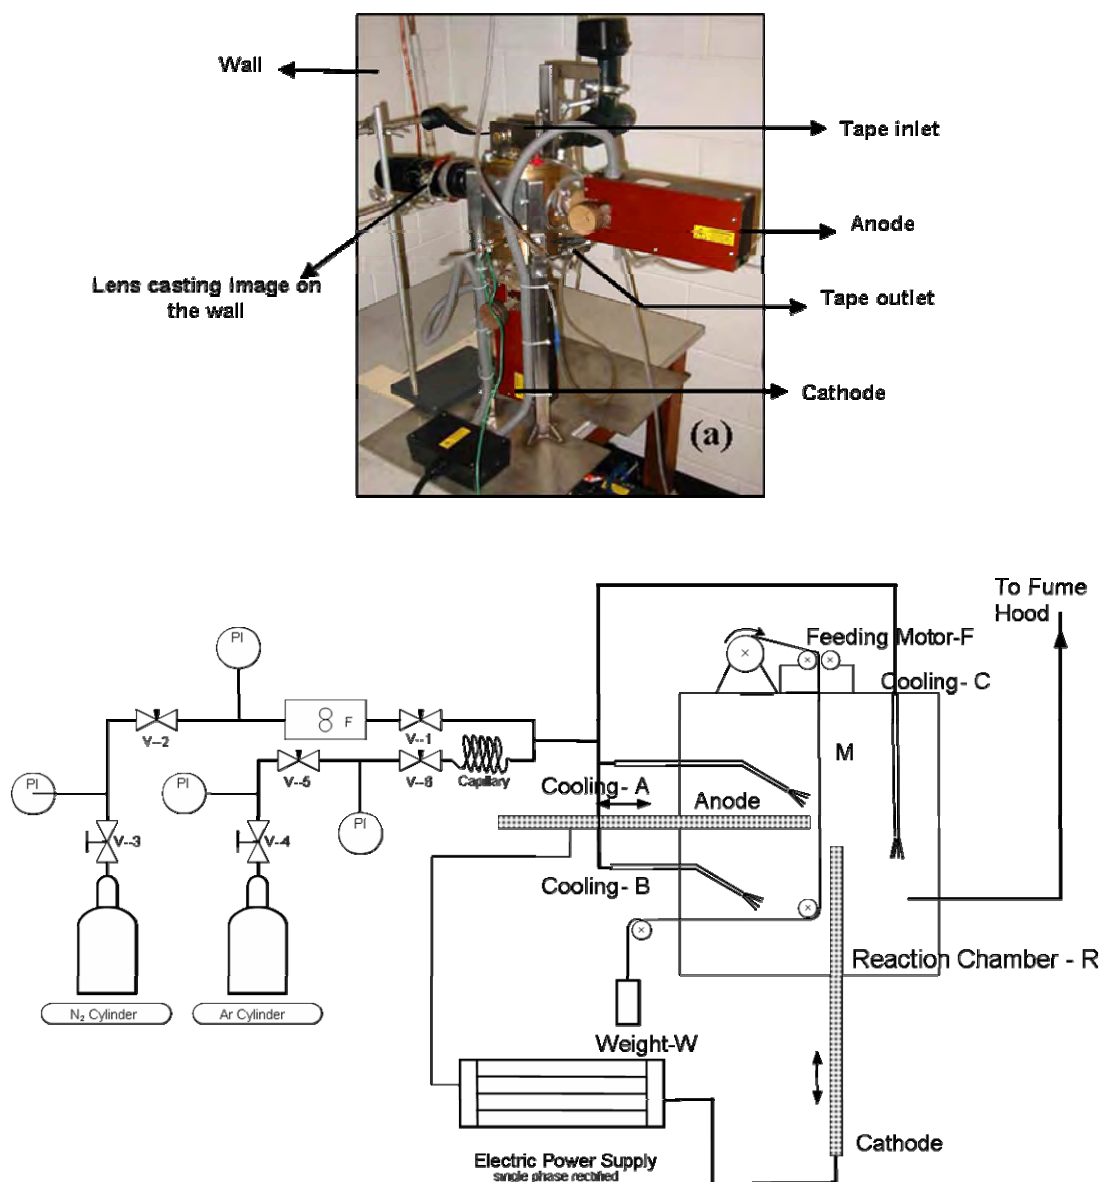 Wall
Tape inlet
Anode
Lens casting image on
the wall
Tape outlet
Cathode
(a)
To Fume
Hood
PI
Feeding Motor-F
Cooling- C
F
V--2
V--1
M
PI
PI
V--5
V--8
Capillary
Cooling- A
Anode
PI
V--3
V--4
Cooling- B
Reaction Chamber - R
N2 Cylinder
Ar Cylinder
Weight-W
Cathode
Electric Power Supply
single phase rectified